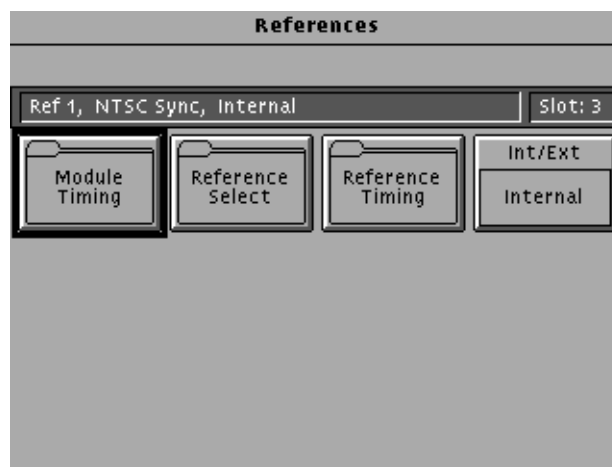 References
Ref 1, NTSC Sync, Internal
Slot: 3
Module
Timing
Reference
Select
Reference
Timing
Int/Ext
Internal